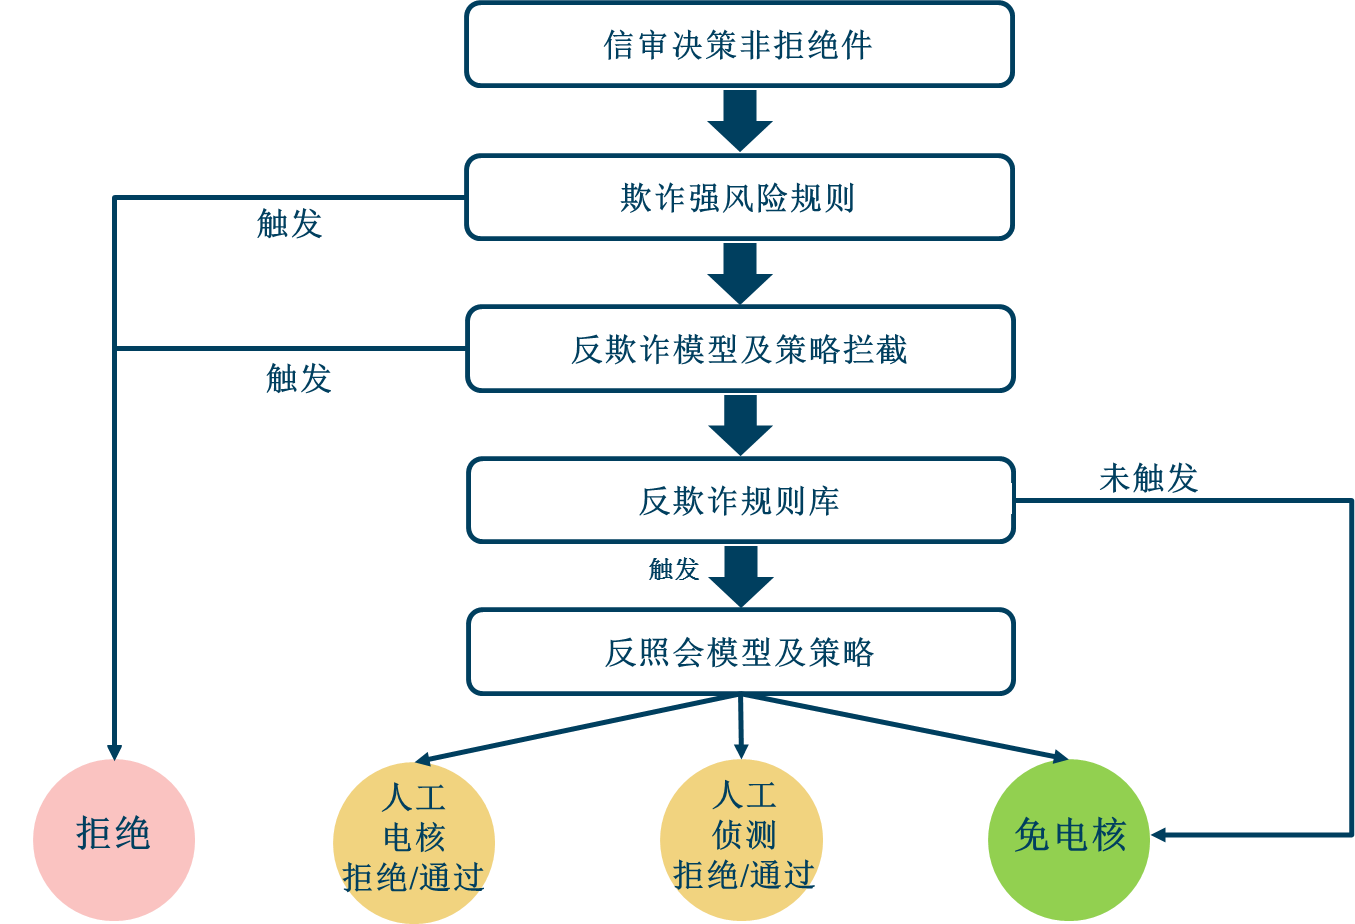 信审决策非拒绝件
欺诈强风险规则
触发
反欺诈模型及策略拦截
触发
反欺诈规则库
未触发
触发
反照会模型及策略
拒绝
人工
电核
拒绝/通过
人工
侦测
拒绝/通过
免电核